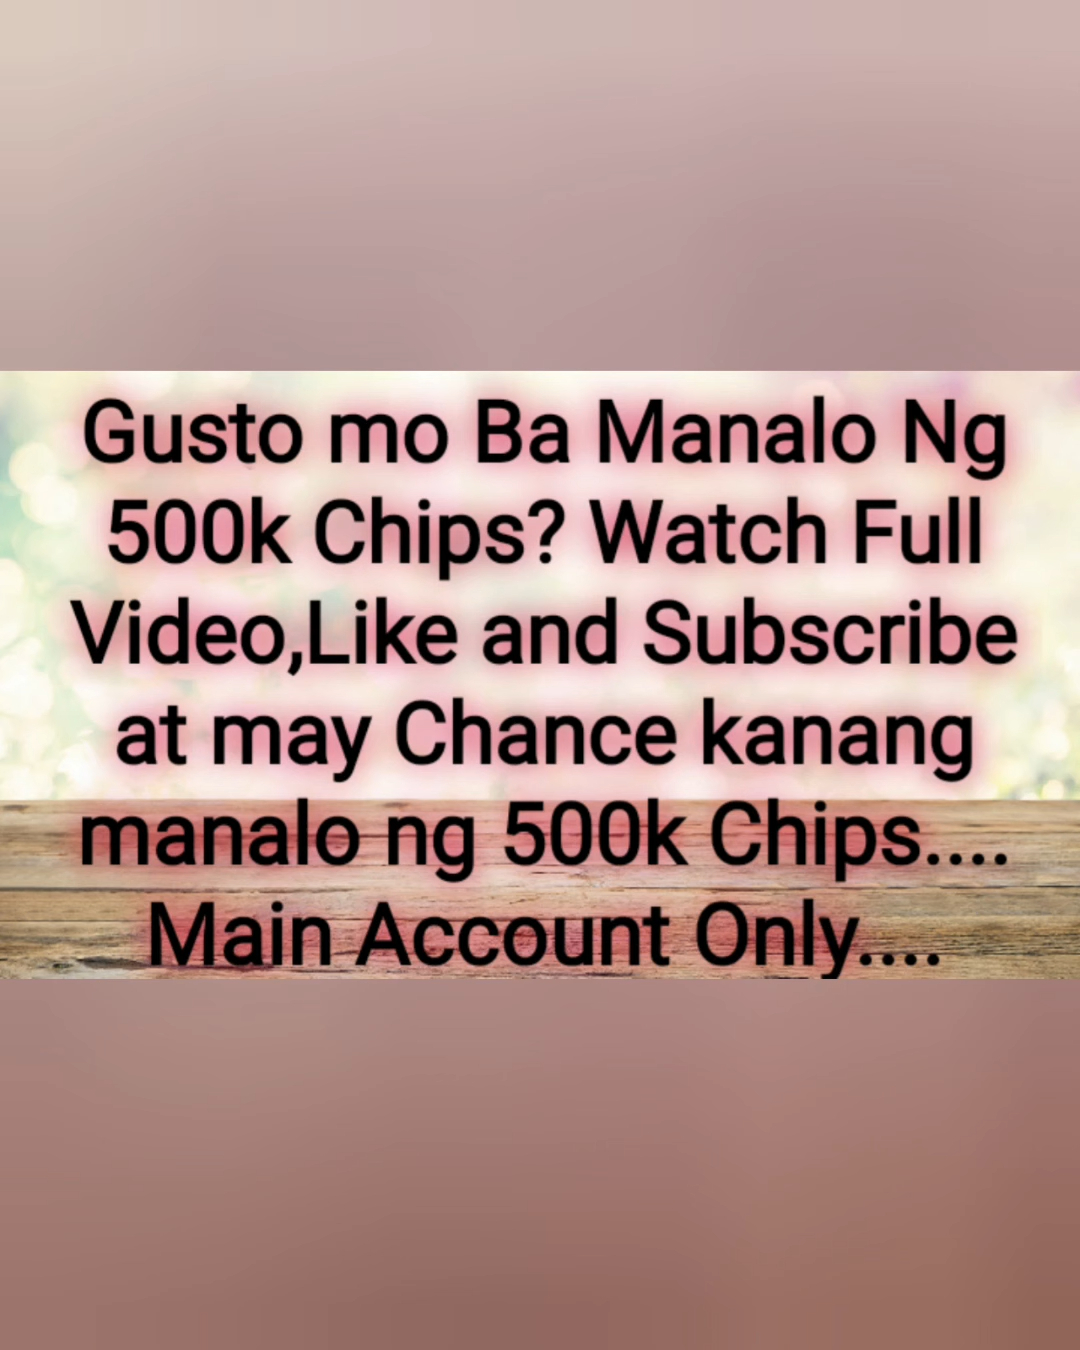 Gusto mo Ba Manalo Ng
500k Chips? Watch Full
Video,Like and Subscribe
at may Chance kanang
manalo ng 500k Chips....
Main Account Only....